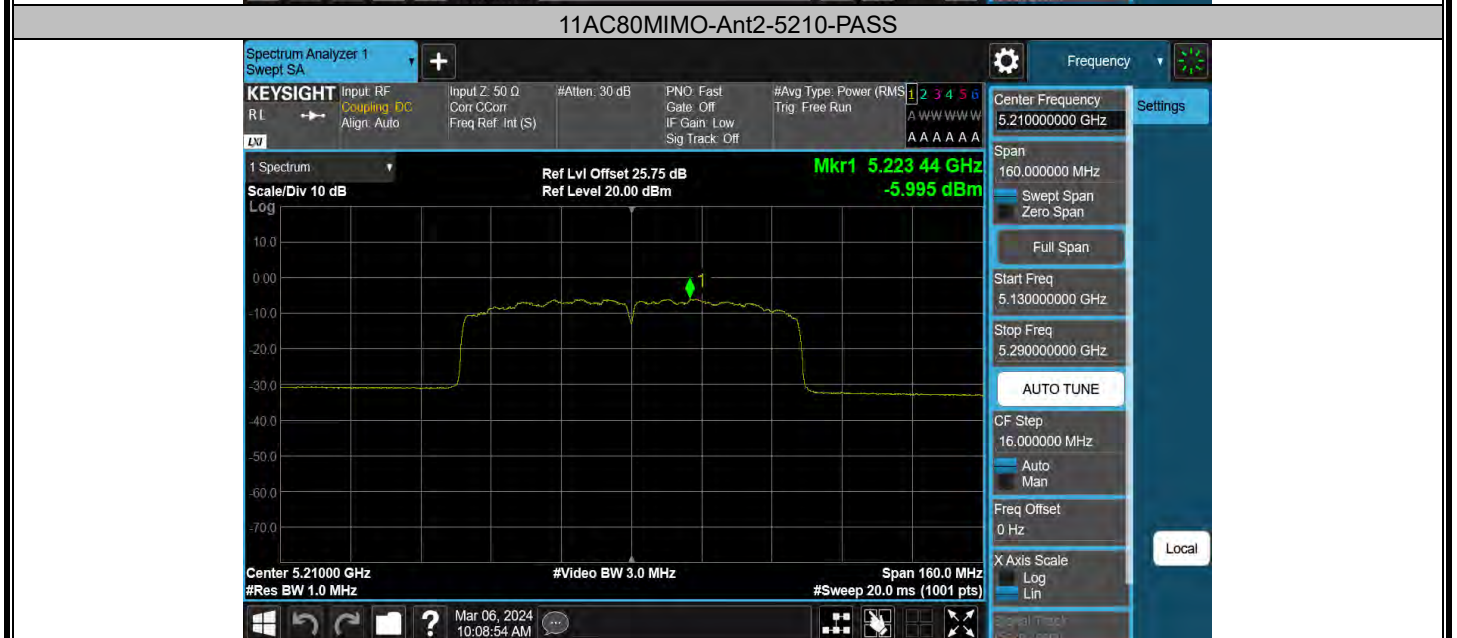 11AC80MIMO-Ant2-5210-PASS
Spectrum Analyzer 1
Swept SA
Frequency
KEYSIGHT Input: RF Input Z: 50 Ω #Atten: 30 dB PNO: Fast #Avg Type: Power (RMS 1 2 3 4 5 6
R L Coupling: DC Corr CCorr Gate: Off Trig: Free Run A W W W W W
Align: Auto Freq Ref: Int (S) IF Gain: Low
LXI Sig Track: Off A A A A A A
Center Frequency
5.210000000 GHz
Settings
Span
160.000000 MHz
Swept Span
Zero Span
Full Span
Start Freq
5.130000000 GHz
Stop Freq
5.290000000 GHz
AUTO TUNE
CF Step
16.000000 MHz
Auto
Man
Freq Offset
0 Hz
X Axis Scale
Log
Lin
Signal Track
Local
1 Spectrum
Ref Lvl Offset 25.75 dB
Mkr1 5.223 44 GHz
Scale/Div 10 dB
Ref Level 20.00 dBm
-5.995 dBm
Log
10.0
0.00
1
-10.0
-20.0
-30.0
-40.0
-50.0
-60.0
-70.0
Center 5.21000 GHz #Video BW 3.0 MHz Span 160.0 MHz
#Res BW 1.0 MHz #Sweep 20.0 ms (1001 pts)
? Mar 06, 2024
10:08:54 AM